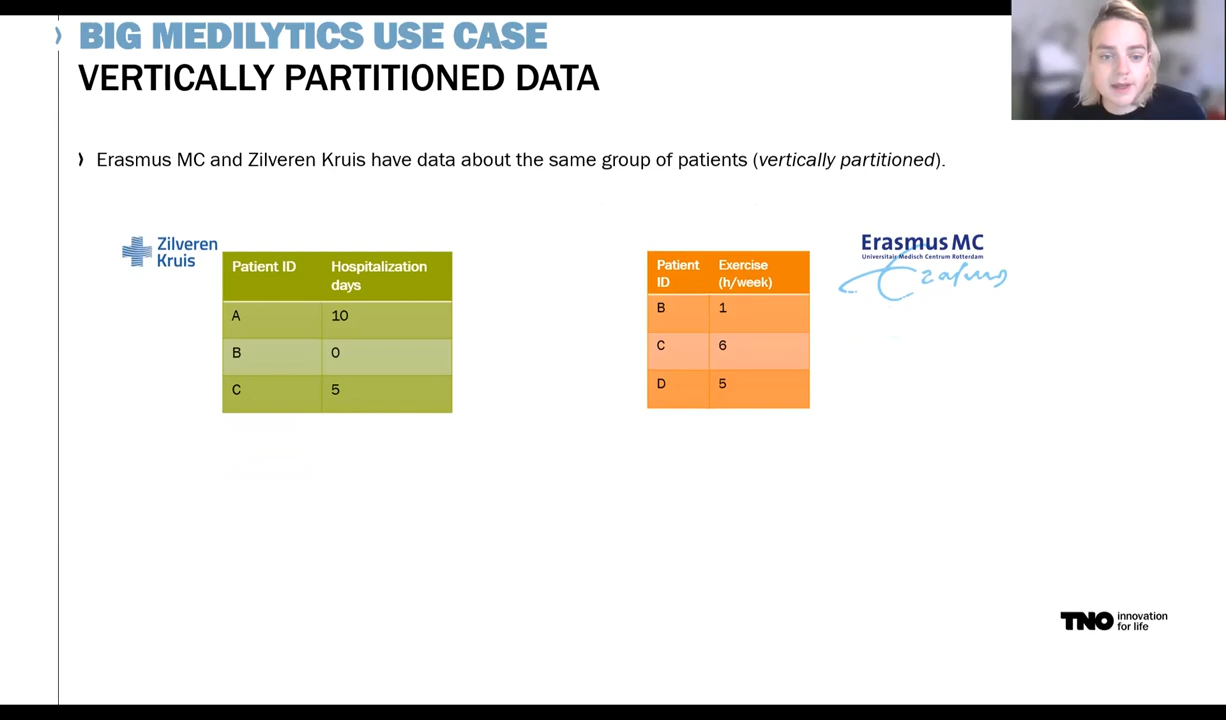 BIG MEDILYTICS USE CASE
VERTICALLY PARTITIONED DATA
Erasmus MC and Zilveren Kruis have data about the same group of patients (vertically partitioned).
Zilveren
Kruis
Patient ID Hospitalization
days
A 10
B 0
C 5
Patient Exercise
ID (h/week)
B 1
C 6
D 5
Erasmus MC
Universitair Medisch Centrum Rotterdam
Erasmus
TNO innovation
for life